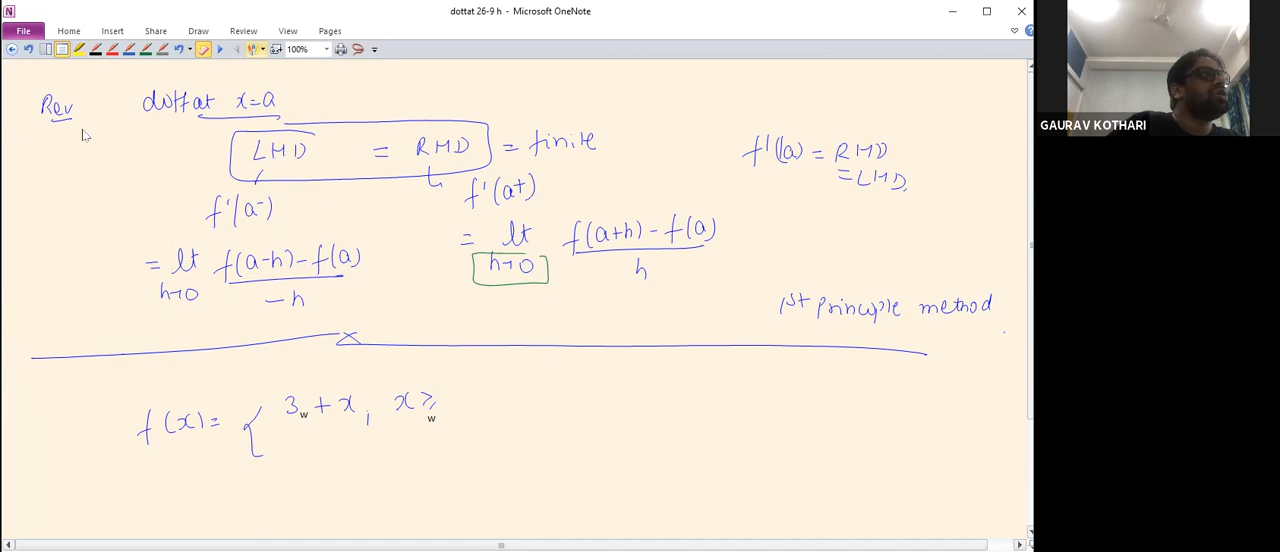 dottat 26-9 h - Microsoft OneNote
File Home Insert Share Draw Review View Pages
100%
GAURAV KOTHARI
Rev diff at x=a
LHD = RHD = finite
f'(a) = RHD
= LHD
f'(a-)
f'(a+)
= lt h→0 f(a-h)-f(a) / -h
= lt h→0 f(a+h)-f(a) / h
1st principle method
x
f(x) = { 3 + x, x ≥
w w